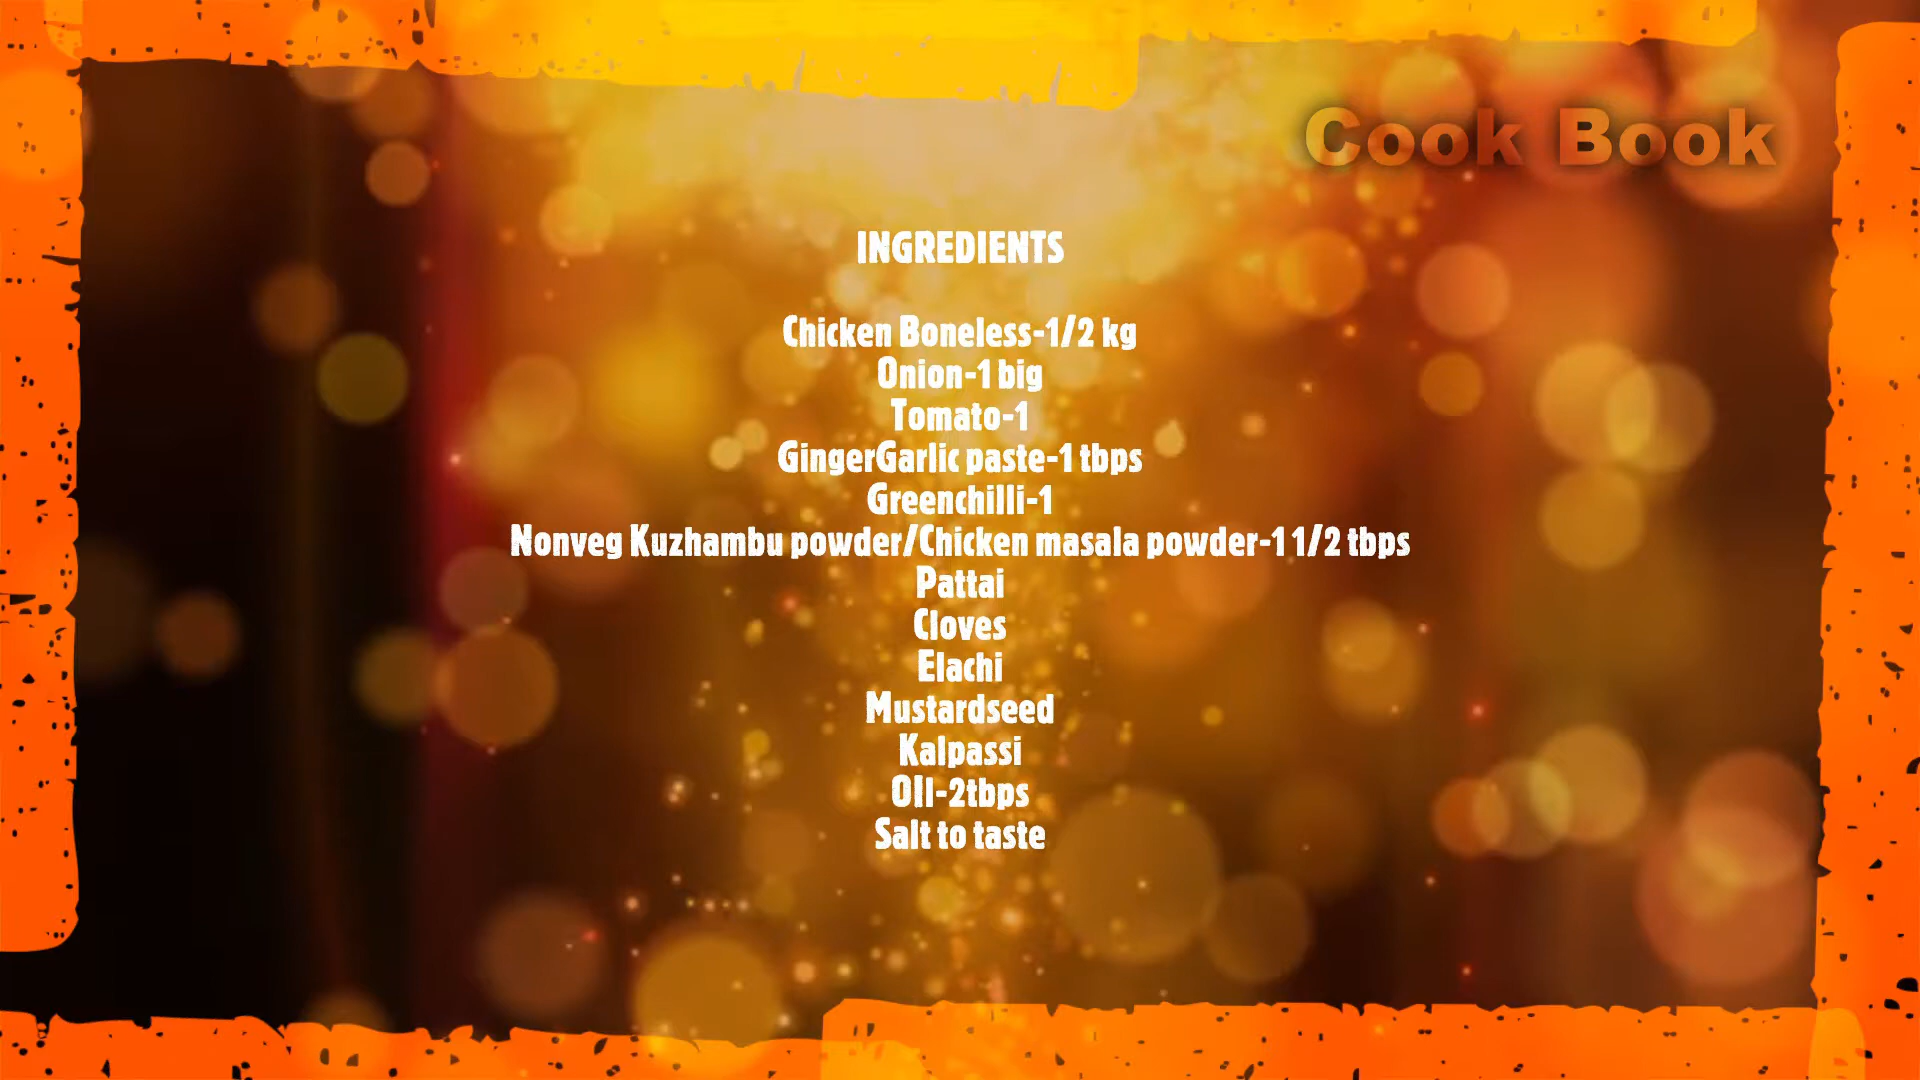 Cook Book
INGREDIENTS
Chicken Boneless-1/2 kg
Onion-1 big
Tomato-1
GingerGarlic paste-1 tbps
Greenchilli-1
Nonveg Kuzhambu powder/Chicken masala powder-1 1/2 tbps
Pattai
Cloves
Elachi
Mustardseed
Kalpassi
OIl-2tbps
Salt to taste